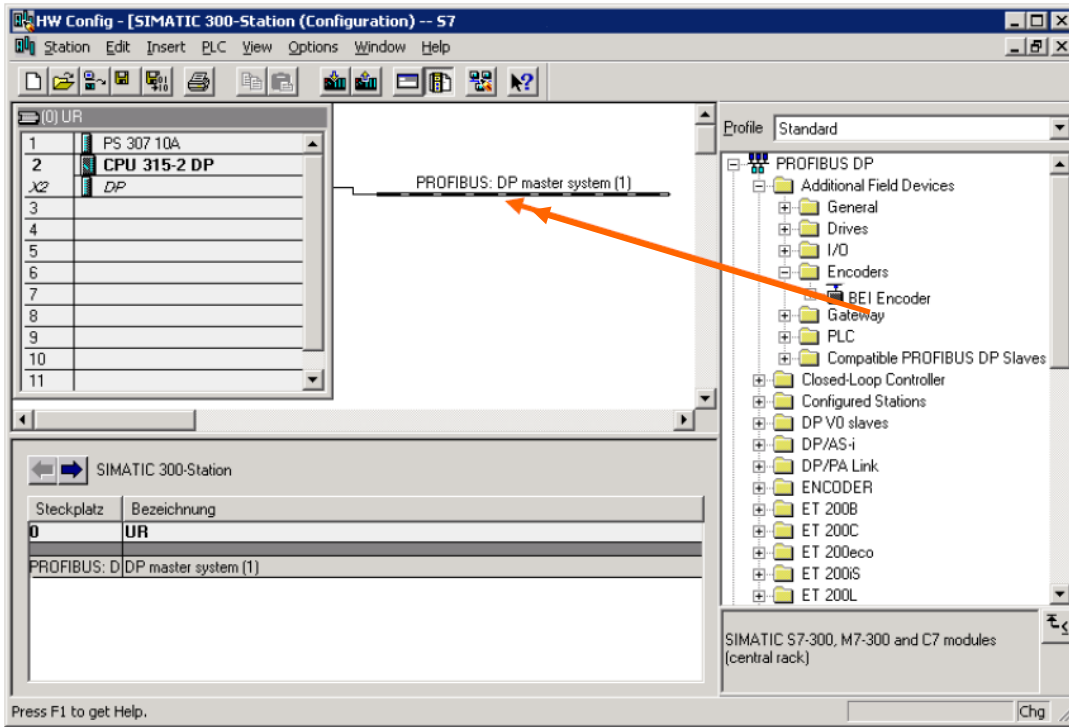 HW Config - [SIMATIC 300-Station (Configuration) -- S7
Station Edit Insert PLC View Options Window Help
(0) UR
1 PS 307 10A
2 CPU 315-2 DP
X2 DP
3
4
5
6
7
8
9
10
11
PROFIBUS: DP master system (1)
Profile Standard
PROFIBUS DP
Additional Field Devices
General
Drives
I/O
Encoders
BEI Encoder
Gateway
PLC
Compatible PROFIBUS DP Slaves
Closed-Loop Controller
Configured Stations
DP V0 slaves
DP/AS-i
DP/PA Link
ENCODER
ET 200B
ET 200C
ET 200eco
ET 200iS
ET 200L
SIMATIC 300-Station
Steckplatz Bezeichnung
0 UR
PROFIBUS: D DP master system (1)
SIMATIC S7-300, M7-300 and C7 modules
(central rack)
Press F1 to get Help.
Chg